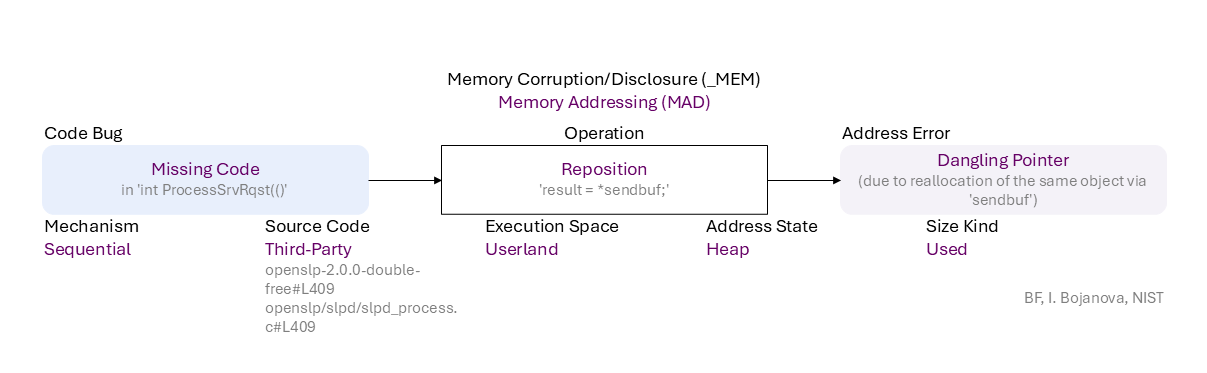 Memory Corruption/Disclosure (_MEM)
Memory Addressing (MAD)
Code Bug
Operation
Address Error
Missing Code
in 'int ProcessSrvRqst(()'
Reposition
'result = *sendbuf;'
Dangling Pointer
(due to reallocation of the same object via
'sendbuf')
Mechanism
Sequential
Source Code
Third-Party
openslp-2.0.0-double-
free#L409
openslp/slpd/slpd_process.
c#L409
Execution Space
Userland
Address State
Heap
Size Kind
Used
BF, I. Bojanova, NIST